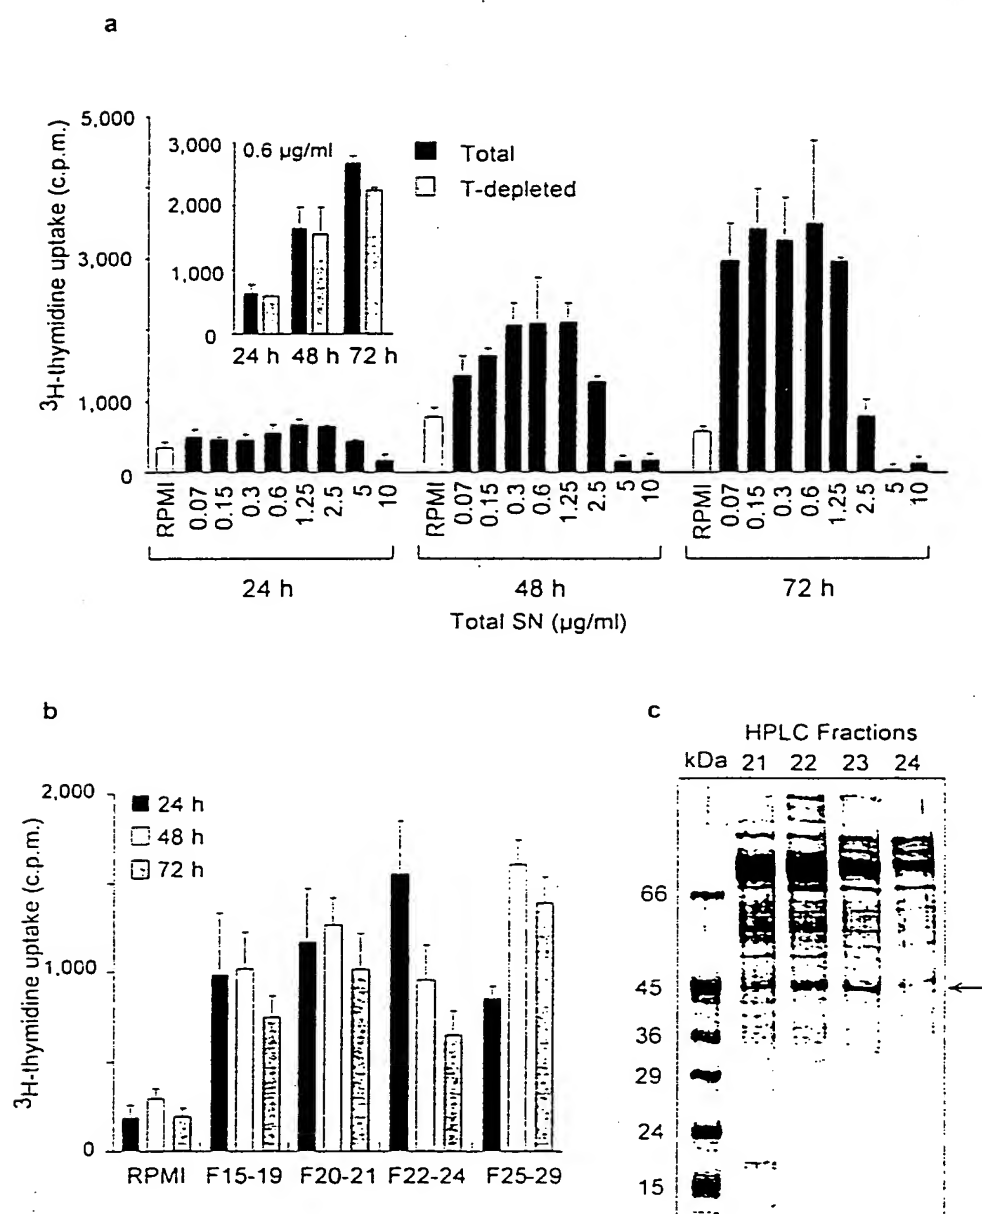 a
5,000
3,000
1,000
0
³H-thymidine uptake (c.p.m.)
3,000
2,000
1,000
0
0.6 µg/ml
24 h 48 h 72 h
Total
T-depleted
RPMI 0.07 0.15 0.3 0.6 1.25 2.5 5 10
RPMI 0.07 0.15 0.3 0.6 1.25 2.5 5 10
RPMI 0.07 0.15 0.3 0.6 1.25 2.5 5 10
24 h 48 h 72 h
Total SN (µg/ml)
b
2,000
1,000
0
³H-thymidine uptake (c.p.m.)
24 h
48 h
72 h
RPMI F15-19 F20-21 F22-24 F25-29
c
HPLC Fractions
kDa 21 22 23 24
66
45
36
29
24
15